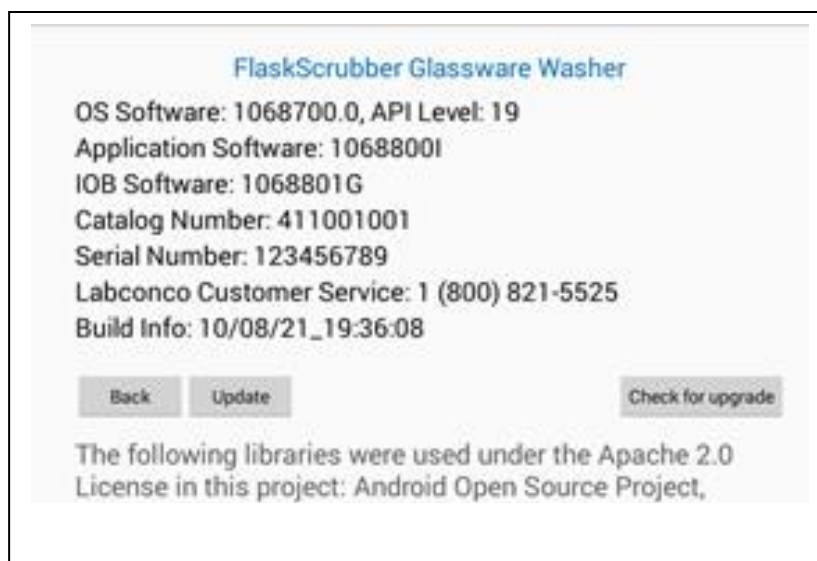 FlaskScrubber Glassware Washer
OS Software: 1068700.0, API Level: 19
Application Software: 1068800I
IOB Software: 1068801G
Catalog Number: 411001001
Serial Number: 123456789
Labconco Customer Service: 1 (800) 821-5525
Build Info: 10/08/21_19:36:08
Back Update Check for upgrade
The following libraries were used under the Apache 2.0
License in this project: Android Open Source Project,